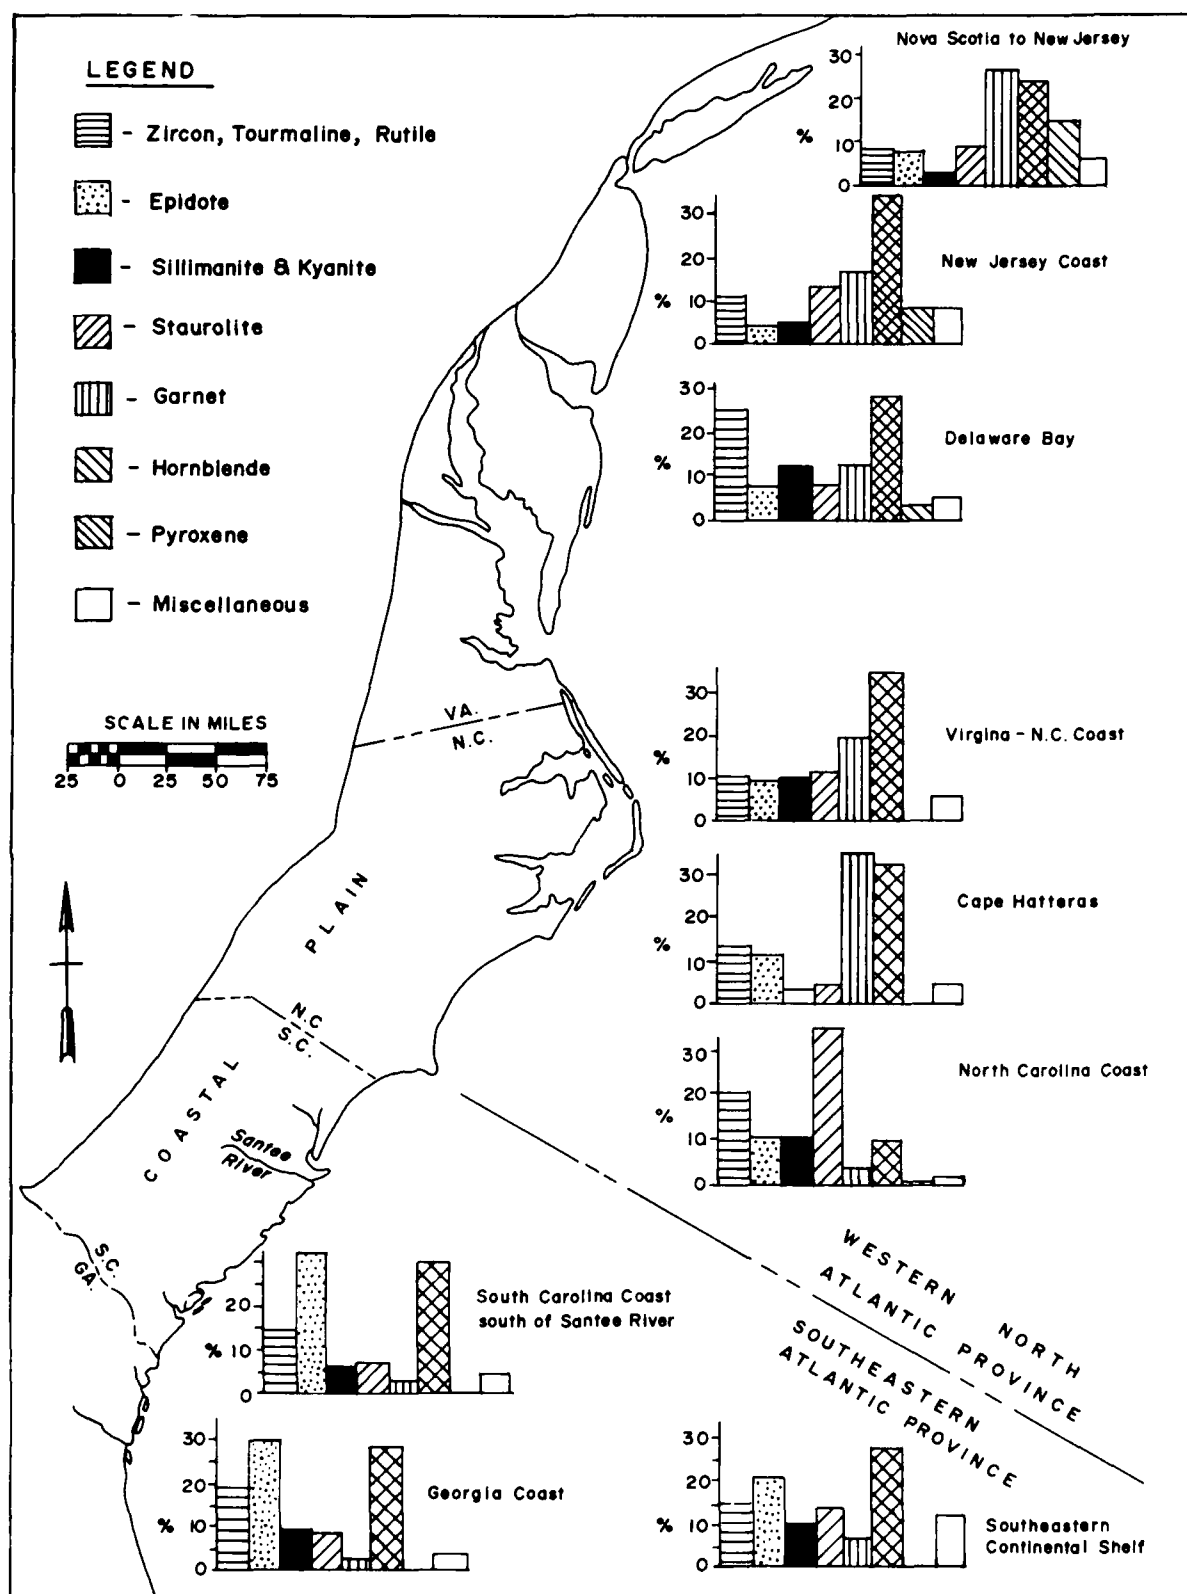 LEGEND
- Zircon, Tourmaline, Rutile
- Epidote
- Sillimanite & Kyanite
- Staurolite
- Garnet
- Hornblende
- Pyroxene
- Miscellaneous
SCALE IN MILES
25 0 25 50 75
VA.
N.C.
PLAIN
N.C
S.C.
COASTAL
Santee
River
S.C.
GA.
Nova Scotia to New Jersey
30
20
%
10
0
New Jersey Coast
30
20
%
10
0
Delaware Bay
30
20
%
10
0
Virgina - N.C. Coast
30
20
%
10
0
Cape Hatteras
30
20
%
10
0
North Carolina Coast
30
20
%
10
0
WESTERN NORTH
ATLANTIC PROVINCE
SOUTHEASTERN
ATLANTIC PROVINCE
South Carolina Coast
south of Santee River
20
%
10
0
Georgia Coast
30
20
%
10
0
Southeastern
Continental Shelf
30
20
%
10
0